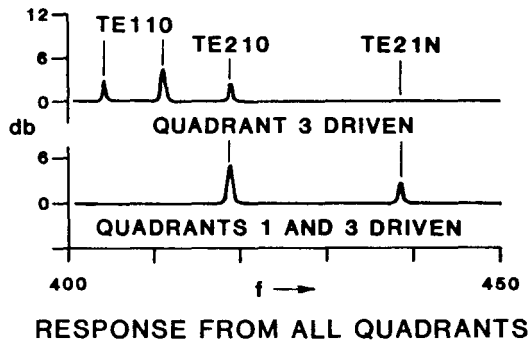 12
TE110
TE210
TE21N
6
0
db
QUADRANT 3 DRIVEN
6
0
QUADRANTS 1 AND 3 DRIVEN
400
f
450
RESPONSE FROM ALL QUADRANTS